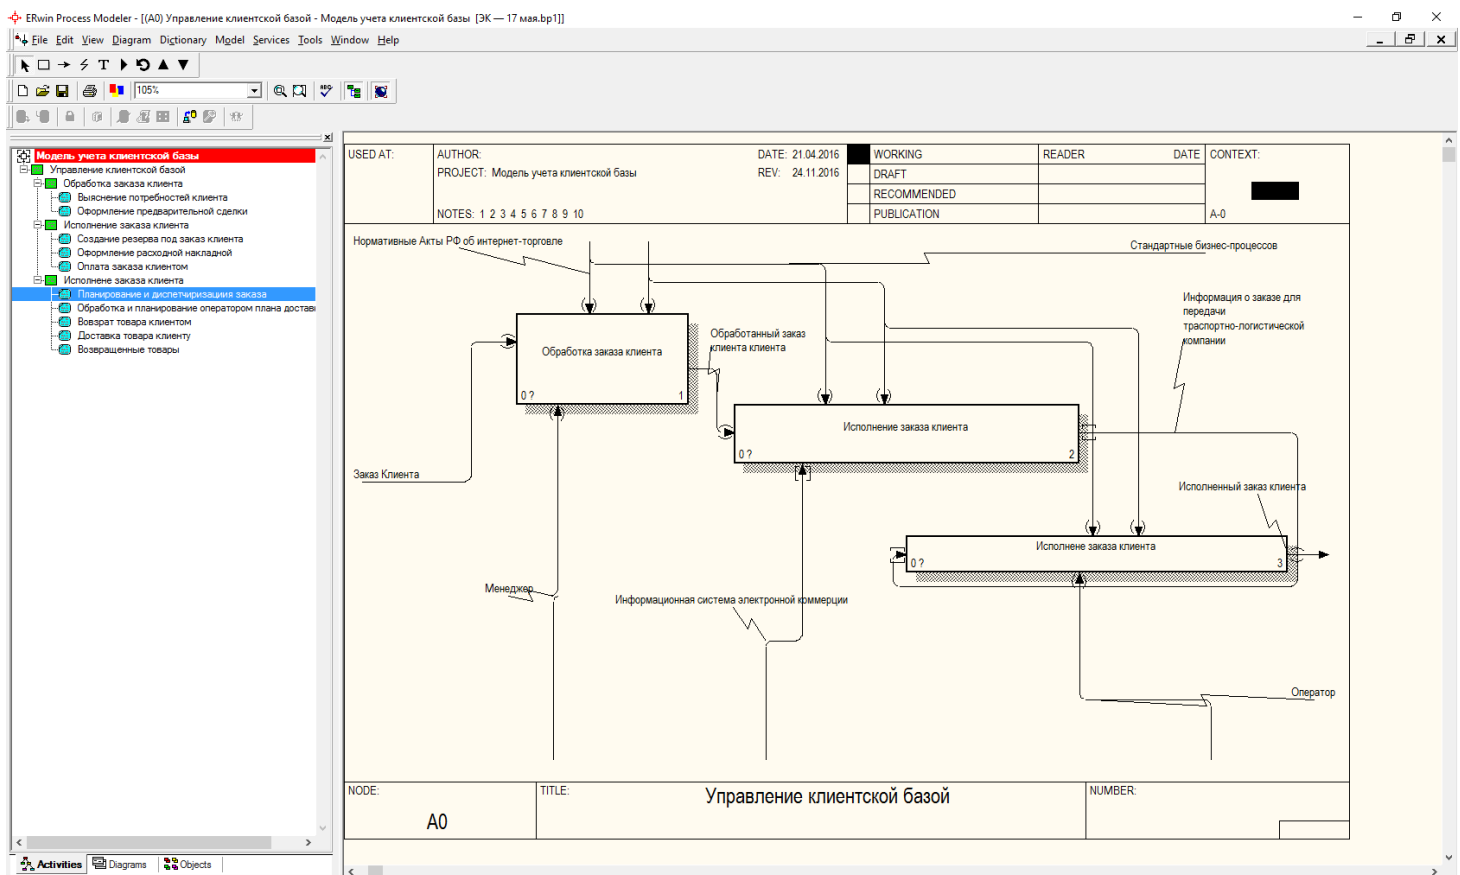 ERwin Process Modeler - [(A0) Управление клиентской базой - Модель учета клиентской базы [ЭК — 17 мая.bp1]]
File Edit View Diagram Dictionary Model Services Tools Window Help
T
105%
Модель учета клиентской базы
Управление клиентской базой
Обработка заказа клиента
Выяснение потребностей клиента
Оформление предварительной сделки
Исполнение заказа клиента
Создание резерва под заказ клиента
Оформление расходной накладной
Оплата заказа клиентом
Исполнене заказа клиента
Планирование и диспетчиризациия заказа
Обработка и планирование оператором плана достав
Вовзрат товара клиентом
Доставка товара клиенту
Возвращенные товары
Activities Diagrams Objects
USED AT: AUTHOR: DATE: 21.04.2016 WORKING READER DATE CONTEXT:
PROJECT: Модель учета клиентской базы REV: 24.11.2016 DRAFT
RECOMMENDED
NOTES: 1 2 3 4 5 6 7 8 9 10 PUBLICATION A-0
Нормативные Акты РФ об интернет-торговле
Стандартные бизнес-процессов
Информация о заказе для
передачи
траспортно-логистической
компании
Обработанный заказ
клиента клиента
Обработка заказа клиента
0 ? 1
Исполнение заказа клиента
0 ? 2
Заказ Клиента
Исполненный заказ клиента
Исполнене заказа клиента
0 ? 3
Менеджер
Информационная система электронной коммерции
Оператор
NODE: TITLE: NUMBER:
Управление клиентской базой
A0